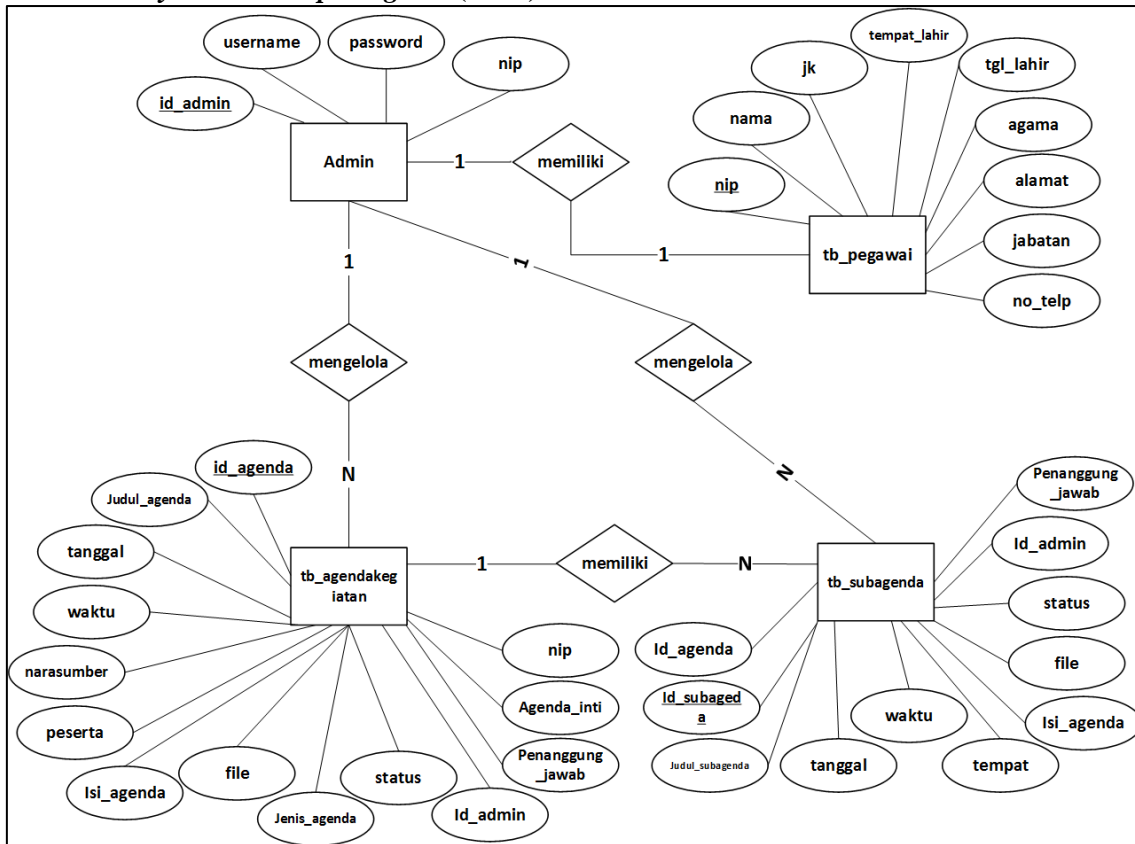 username
password
nip
id_admin
Admin
1
memiliki
1
tempat_lahir
jk
tgl_lahir
nama
agama
nip
alamat
tb_pegawai
jabatan
no_telp
1
1
mengelola
mengelola
N
N
id_agenda
Judul_agenda
tanggal
waktu
narasumber
peserta
Isi_agenda
file
Jenis_agenda
status
Id_admin
Penanggung
_jawab
Agenda_inti
nip
tb_agendakeg
iatan
1
memiliki
N
tb_subagenda
Penanggung
_jawab
Id_admin
status
file
Isi_agenda
tempat
waktu
tanggal
Judul_subagenda
Id_subaged
a
Id_agenda